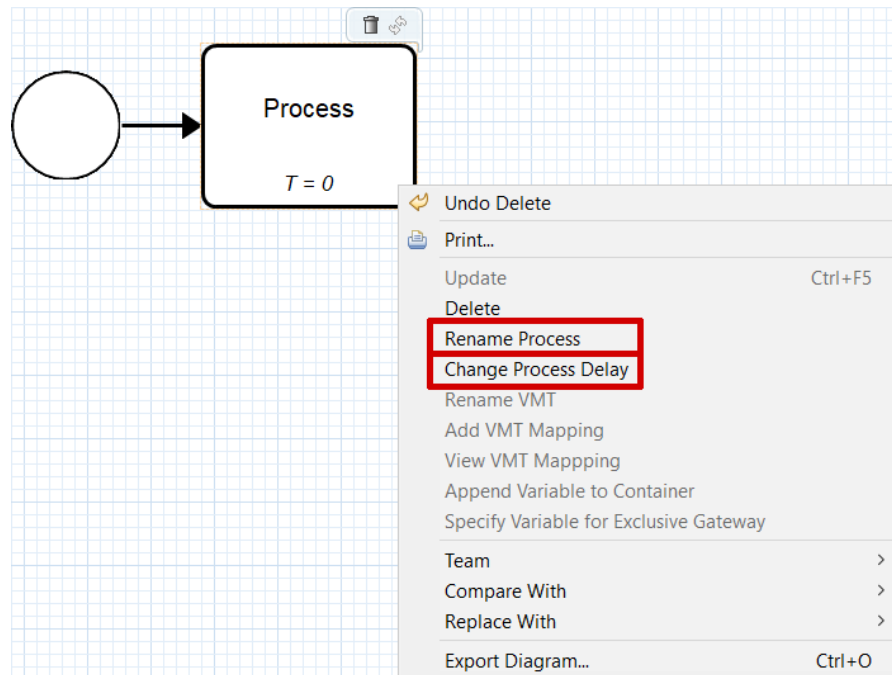 Process
T = 0
Undo Delete
Print...
Update Ctrl+F5
Delete
Rename Process
Change Process Delay
Rename VMT
Add VMT Mapping
View VMT Mappping
Append Variable to Container
Specify Variable for Exclusive Gateway
Team
Compare With
Replace With
Export Diagram... Ctrl+O